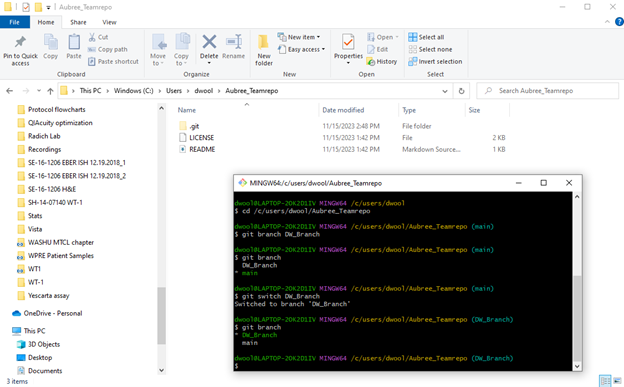 Aubree_Teamrepo
File
Home
Share
View
Pin to Quick access
Copy
Paste
Cut
Copy path
Paste shortcut
Clipboard
Move to
Copy to
Delete
Rename
Organize
New folder
New item
Easy access
New
Properties
Open
Edit
History
Open
Select all
Select none
Invert selection
Select
This PC > Windows (C:) > Users > dwool > Aubree_Teamrepo
Search Aubree_Teamrepo
Name
Date modified
Type
Size
.git
11/15/2023 2:48 PM
File folder
LICENSE
11/15/2023 1:42 PM
File
2 KB
README
11/15/2023 1:42 PM
Markdown Source...
1 KB
Protocol flowcharts
QIAcuity optimization
Radich Lab
Recordings
SE-16-1206 EBER ISH 12.19.2018_1
SE-16-1206 EBER ISH 12.19.2018_2
SE-16-1206 H&E
SH-14-07140 WT-1
Stats
Vista
WASHU MTCL chapter
WPRE Patient Samples
WT1
WT-1
Yescarta assay
OneDrive - Personal
This PC
3D Objects
Desktop
Documents
3 items
MINGW64:/c/users/dwool/Aubree_Teamrepo
dwool@LAPTOP-2OK2D1IV MINGW64 /c/users/dwool
$ cd /c/users/dwool/Aubree_Teamrepo
dwool@LAPTOP-2OK2D1IV MINGW64 /c/users/dwool/Aubree_Teamrepo (main)
$ git branch DW_Branch
dwool@LAPTOP-2OK2D1IV MINGW64 /c/users/dwool/Aubree_Teamrepo (main)
$ git branch
DW_Branch
* main
dwool@LAPTOP-2OK2D1IV MINGW64 /c/users/dwool/Aubree_Teamrepo (main)
$ git switch DW_Branch
Switched to branch 'DW_Branch'
dwool@LAPTOP-2OK2D1IV MINGW64 /c/users/dwool/Aubree_Teamrepo (DW_Branch)
$ git branch
* DW_Branch
main
dwool@LAPTOP-2OK2D1IV MINGW64 /c/users/dwool/Aubree_Teamrepo (DW_Branch)
$